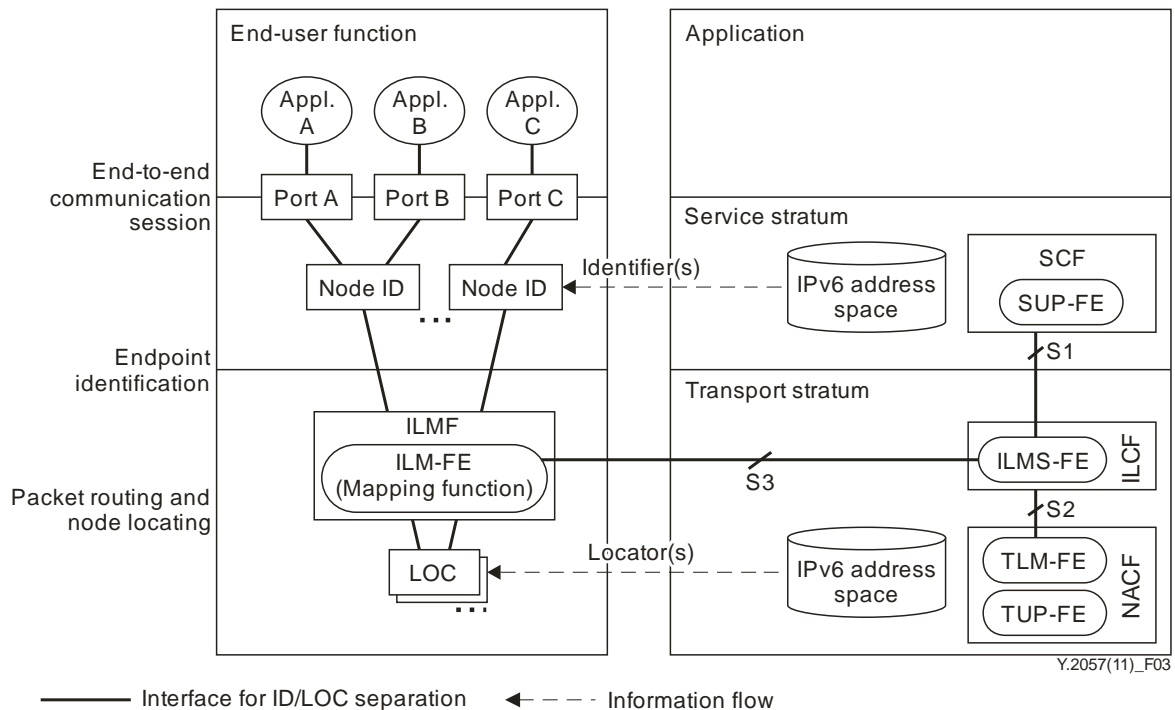 End-user function
Application
Appl.
A
Appl.
B
Appl.
C
End-to-end
communication
session
Port A
Port B
Port C
Service stratum
Node ID
...
Node ID
Identifier(s)
IPv6 address
space
SCF
SUP-FE
S1
Endpoint
identification
Transport stratum
ILMF
ILM-FE
(Mapping function)
S3
ILMS-FE
ILCF
S2
Packet routing and
node locating
LOC
...
Locator(s)
IPv6 address
space
TLM-FE
TUP-FE
NACF
Y.2057(11)_F03
Interface for ID/LOC separation
Information flow